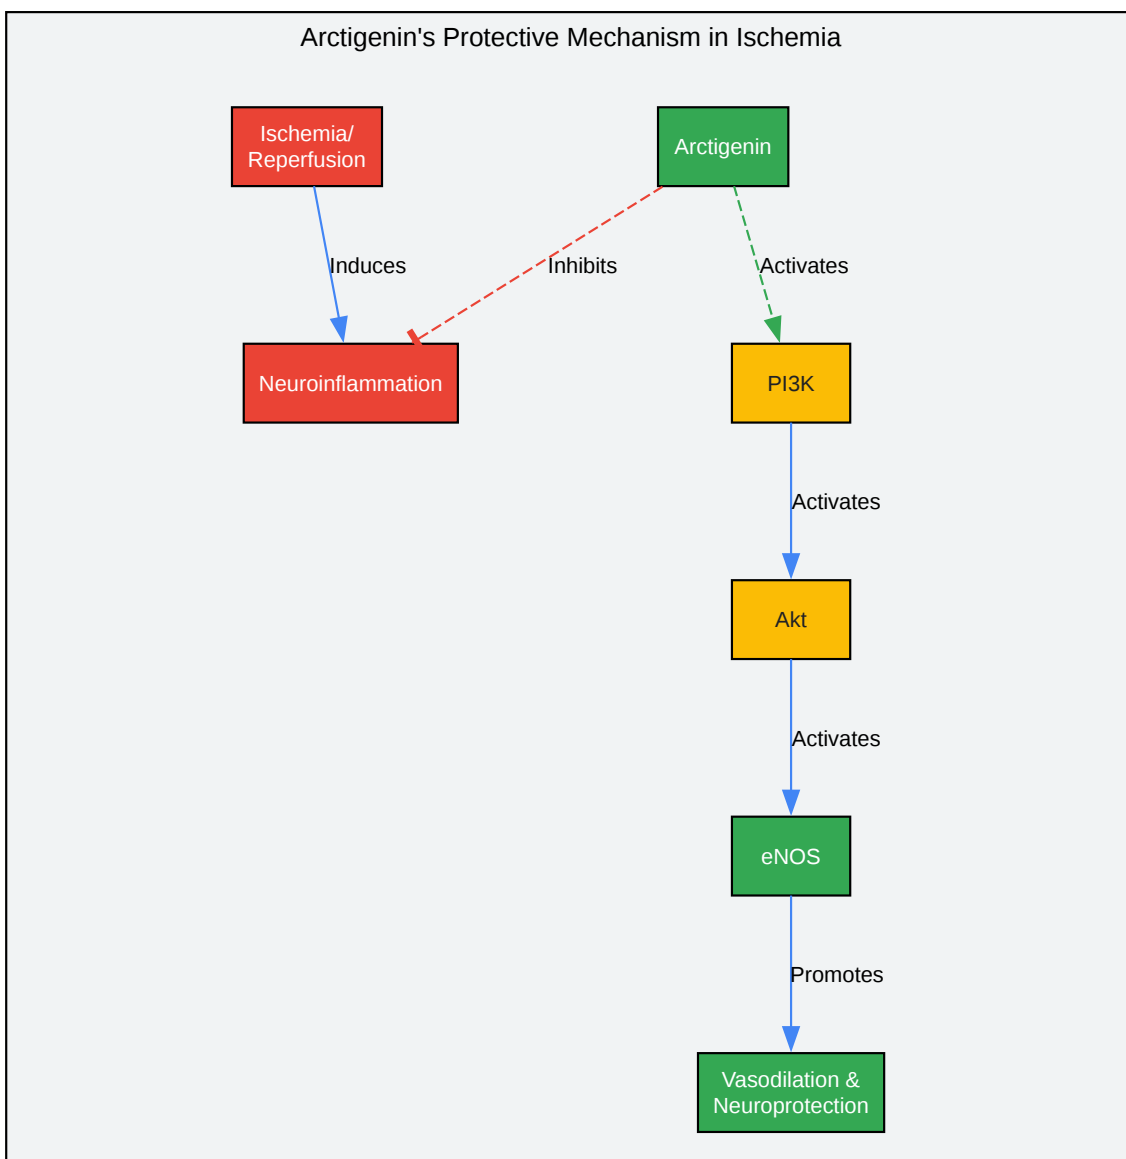 Arctigenin's Protective Mechanism in Ischemia
Ischemia/
Reperfusion
Arctigenin
Induces
Inhibits
Activates
Neuroinflammation
PI3K
Activates
Akt
Activates
eNOS
Promotes
Vasodilation &
Neuroprotection